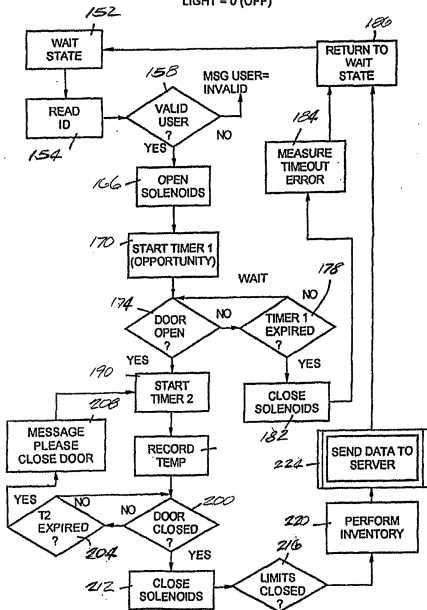 LIGHT = 0 (OFF)
152
WAIT
STATE
186
RETURN TO
WAIT
STATE
READ
ID
154
158
VALID
USER
?
MSG USER=
INVALID
NO
YES
184
MEASURE
TIMEOUT
ERROR
166
OPEN
SOLENOIDS
170
START TIMER 1
(OPPORTUNITY)
WAIT
174
DOOR
OPEN
?
NO
YES
178
TIMER 1
EXPIRED
?
NO
YES
190
START
TIMER 2
CLOSE
SOLENOIDS
182
208
MESSAGE
PLEASE
CLOSE DOOR
RECORD
TEMP
224
SEND DATA TO
SERVER
YES
T2
EXPIRED
?
204
NO
NO
200
DOOR
CLOSED
?
YES
220
PERFORM
INVENTORY
212
CLOSE
SOLENOIDS
216
LIMITS
CLOSED
?